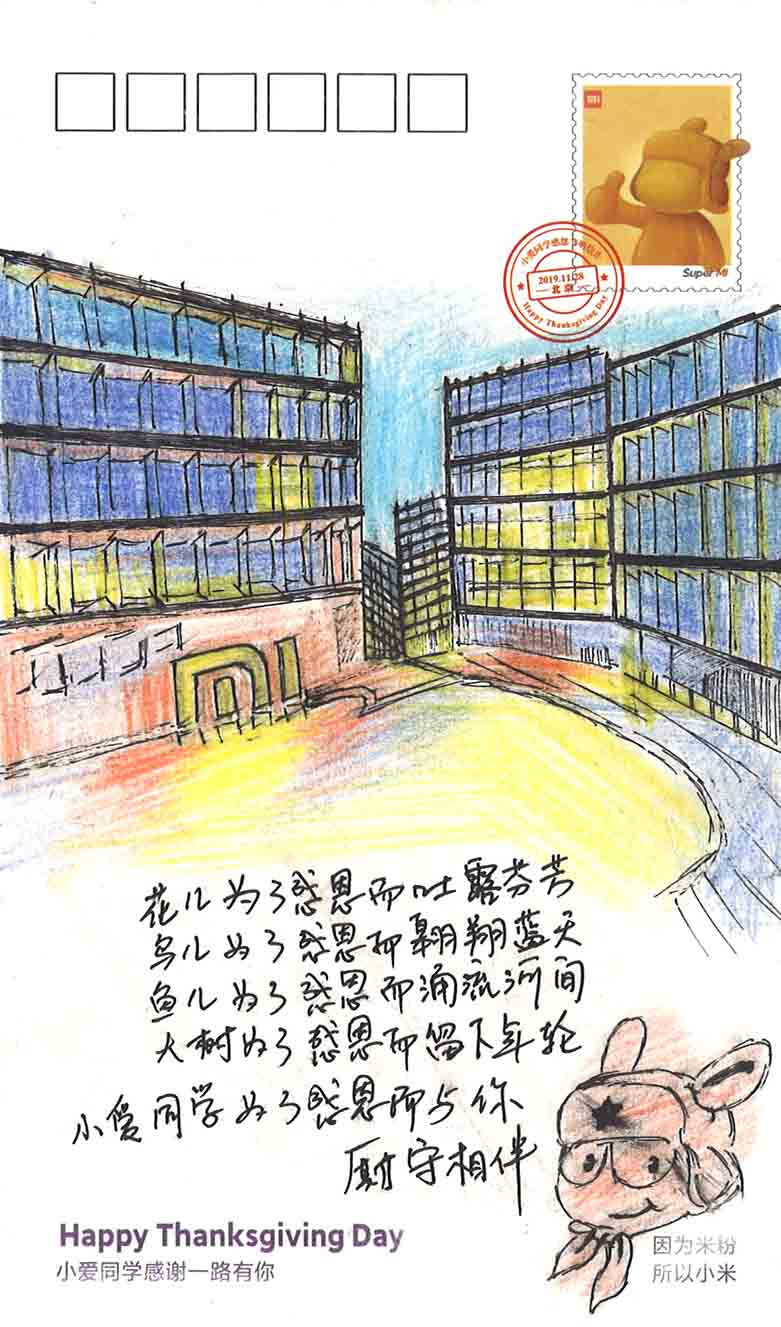 MI
Super MI
小爱同学感恩节明信片
2019.11.28
北京
Happy Thanksgiving Day
MI
花儿为了感恩而吐露芬芳
鸟儿为了感恩而翱翔蓝天
鱼儿为了感恩而涌流河间
大树为了感恩而留下年轮
小爱同学为了感恩而与你
厮守相伴
Happy Thanksgiving Day
小爱同学感谢一路有你
因为米粉
所以小米